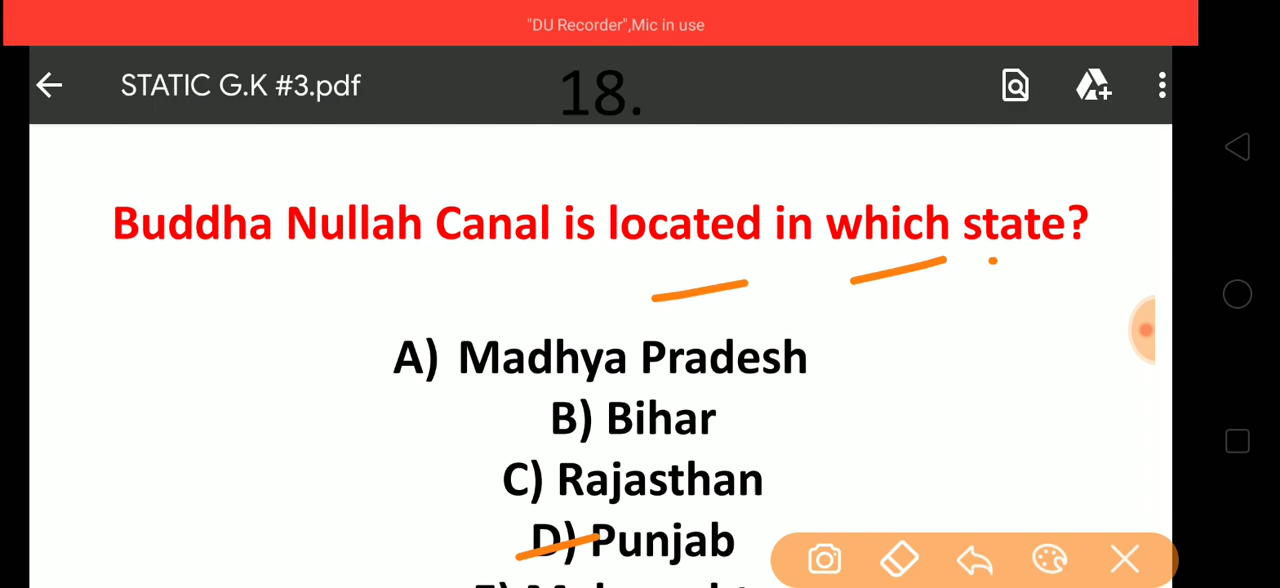 "DU Recorder",Mic in use
STATIC G.K #3.pdf
18.
Buddha Nullah Canal is located in which state?
A) Madhya Pradesh
B) Bihar
C) Rajasthan
D) Punjab